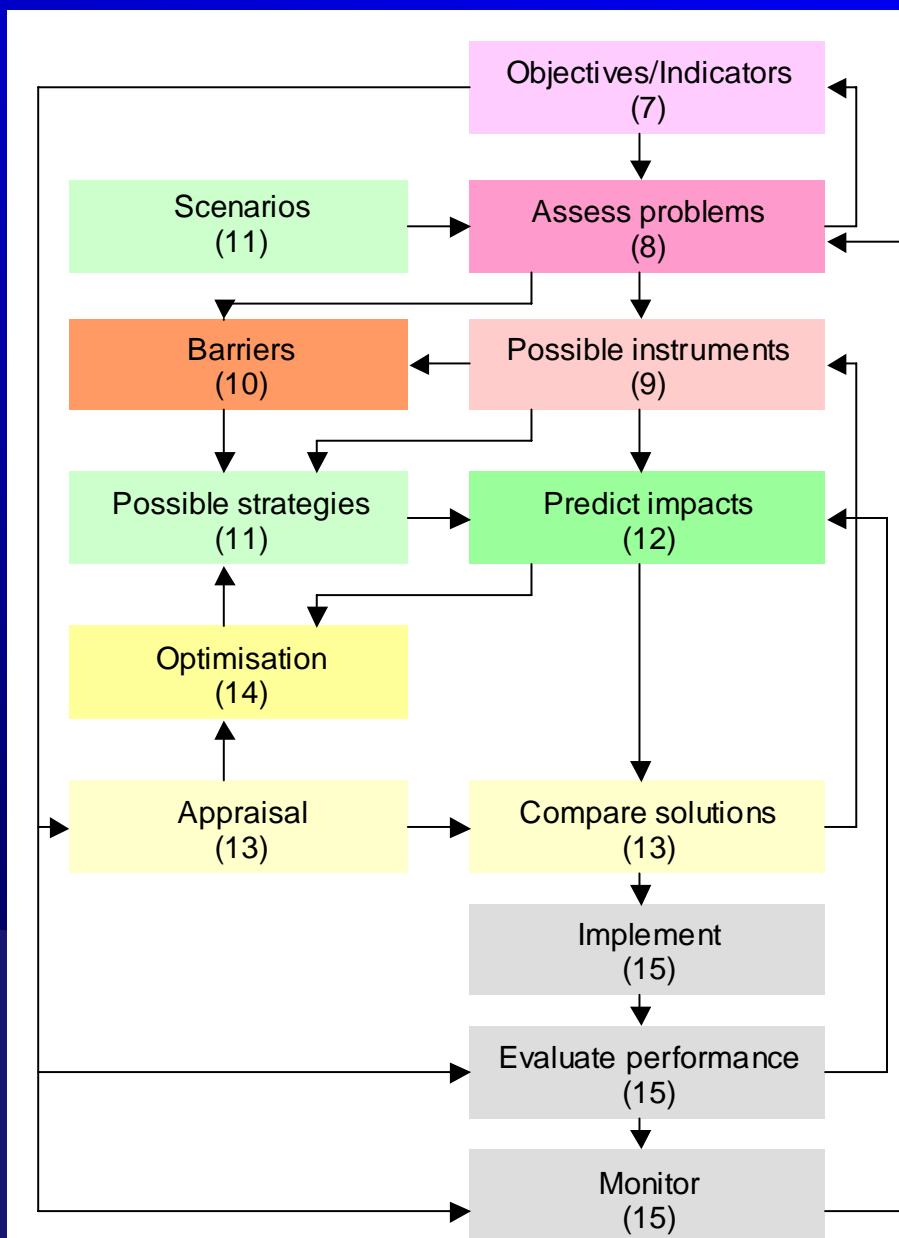 Objectives/Indicators
(7)
Scenarios
(11)
Assess problems
(8)
Barriers
(10)
Possible instruments
(9)
Possible strategies
(11)
Predict impacts
(12)
Optimisation
(14)
Appraisal
(13)
Compare solutions
(13)
Implement
(15)
Evaluate performance
(15)
Monitor
(15)